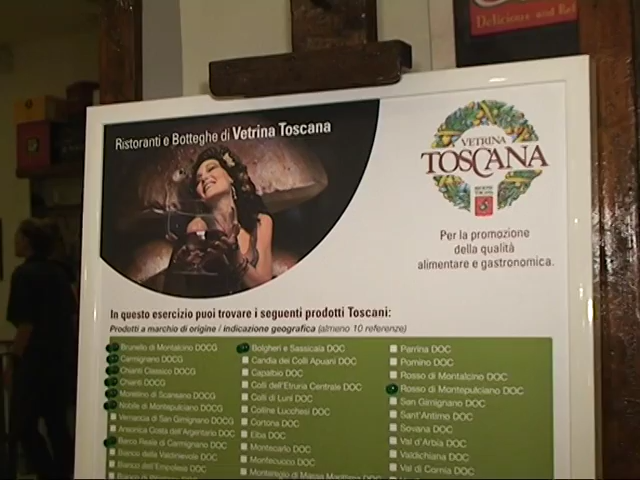 Delicious and Ref
Ristoranti e Botteghe di Vetrina Toscana
VETRINA
TOSCANA
REGIONE
TOSCANA
Per la promozione
della qualità
alimentare e gastronomica.
In questo esercizio puoi trovare i seguenti prodotti Toscani:
Prodotti a marchio di origine / indicazione geografica (almeno 10 referenze)
Brunello di Montalcino DOCG
Carmignano DOCG
Chianti Classico DOCG
Chianti DOCG
Morellino di Scansano DOCG
Nobile di Montepulciano DOCG
Vernaccia di San Gimignano DOCG
Ansonica Costa dell'Argentario DOC
Barco Reale di Carmignano DOC
Bianco della Valdinievole DOC
Bianco dell'Empolese DOC
Bolgheri e Sassicaia DOC
Candia dei Colli Apuani DOC
Capalbio DOC
Colli dell'Etruria Centrale DOC
Colli di Luni DOC
Colline Lucchesi DOC
Cortona DOC
Elba DOC
Montecarlo DOC
Montecucco DOC
Monteregio di Massa Marittima DOC
Parrina DOC
Pomino DOC
Rosso di Montalcino DOC
Rosso di Montepulciano DOC
San Gimignano DOC
Sant'Antimo DOC
Sovana DOC
Val d'Arbia DOC
Valdichiana DOC
Val di Cornia DOC